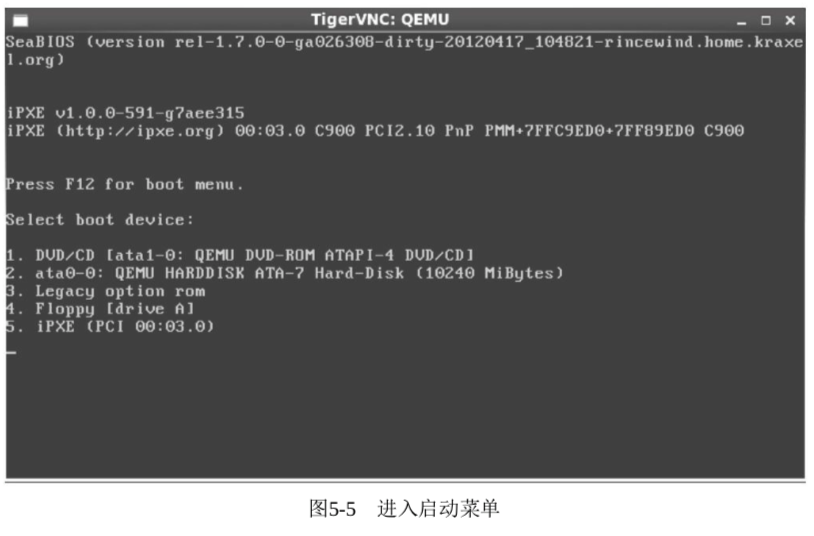 TigerVNC: QEMU
SeaBIOS (version rel-1.7.0-0-ga026308-dirty-20120417_104821-rincewind.home.kraxe
l.org)
iPXE v1.0.0-591-g7aee315
iPXE (http://ipxe.org) 00:03.0 C900 PCI2.10 PnP PMM+7FFC9ED0+7FF89ED0 C900
Press F12 for boot menu.
Select boot device:
1. DVD/CD [ata1-0: QEMU DVD-ROM ATAPI-4 DVD/CD]
2. ata0-0: QEMU HARDDISK ATA-7 Hard-Disk (10240 MiBytes)
3. Legacy option rom
4. Floppy [drive A]
5. iPXE (PCI 00:03.0)
图5-5 进入启动菜单